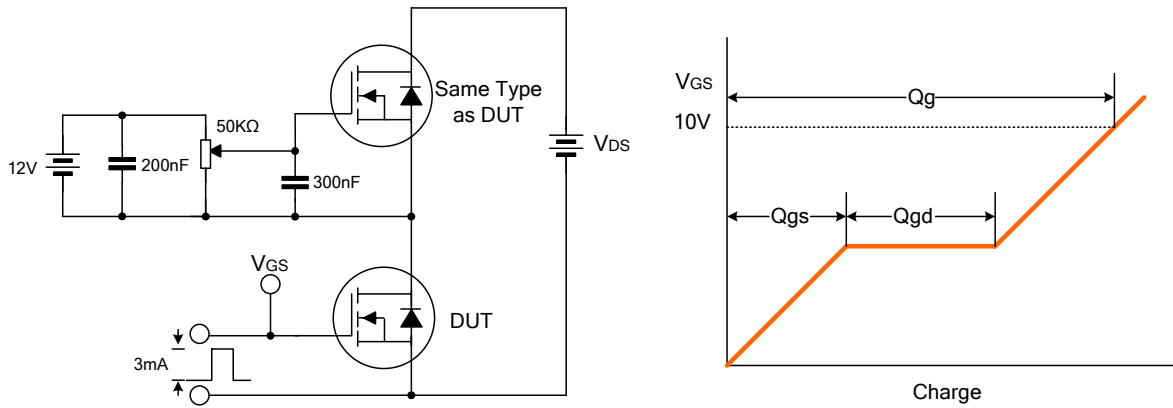 Same Type
as DUT
50KΩ
12V
200nF
300nF
VDS
VGS
DUT
3mA
VGS
Qg
10V
Qgs
Qgd
Charge